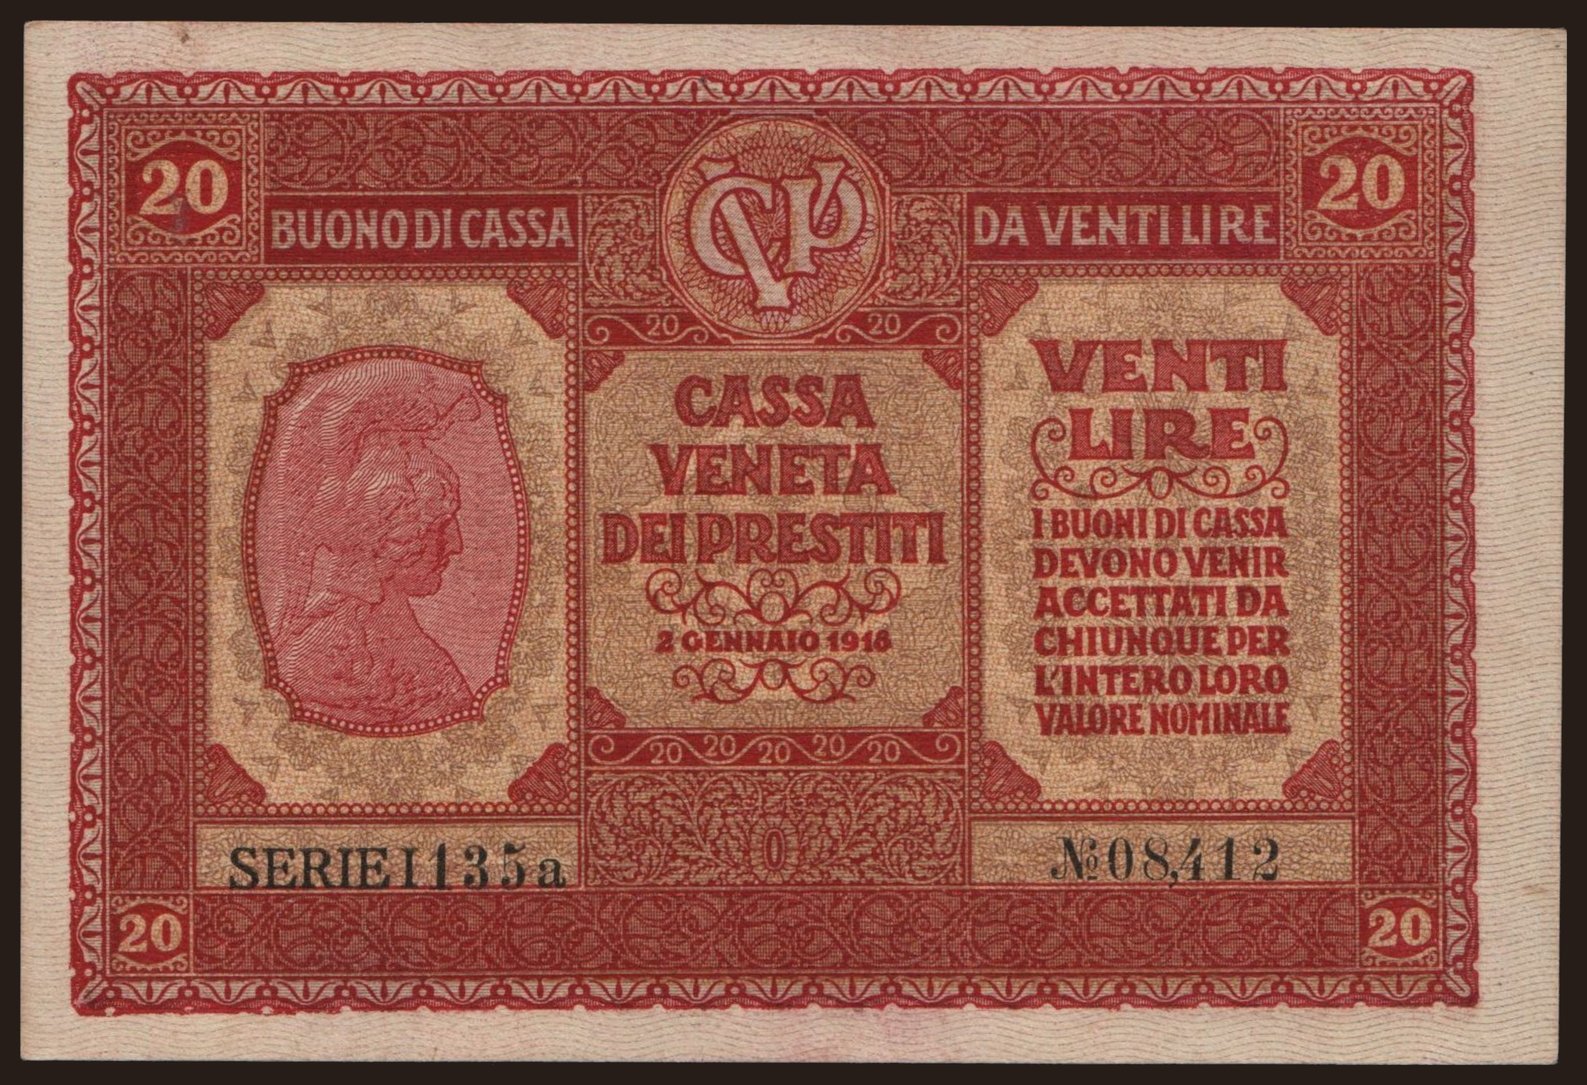 20
20
BUONO DI CASSA
CVP
DA VENTI LIRE
20
20
CASSA
VENETA
DEI PRESTITI
2 GENNAIO 1918
VENTI
LIRE
I BUONI DI CASSA
DEVONO VENIR
ACCETTATI DA
CHIUNQUE PER
L'INTERO LORO
VALORE NOMINALE
20 20 20 20 20
SERIE I 135a
№ 08,412
20
20